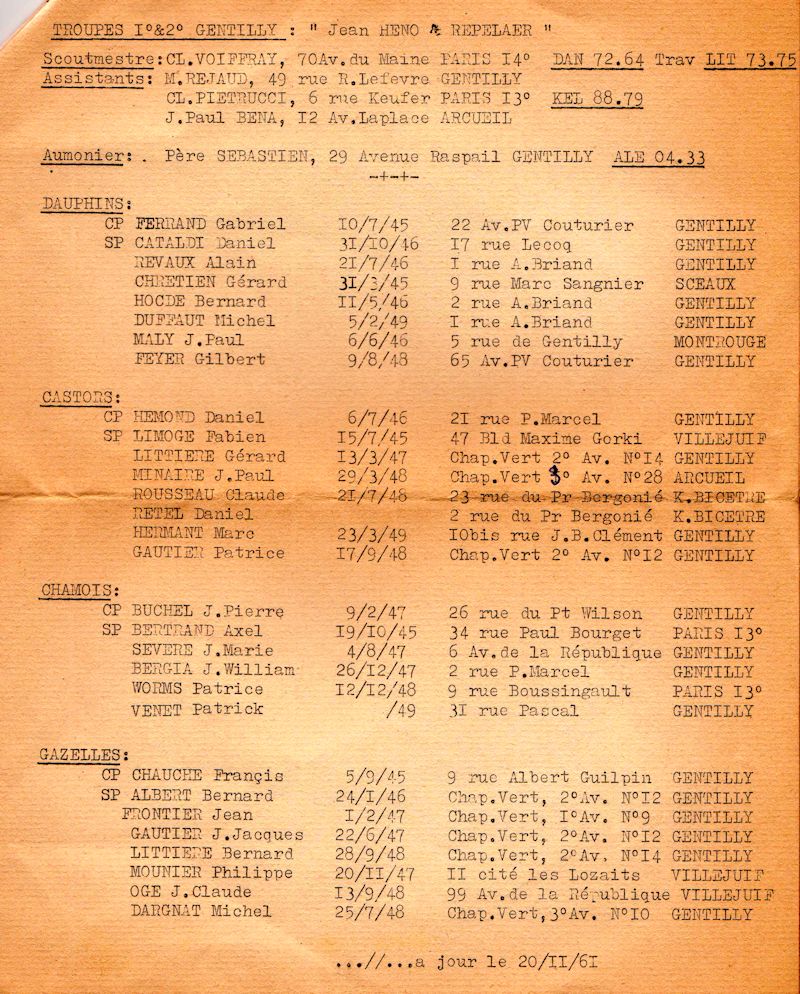 TROUPES I°&2° GENTILLY : " Jean HENO & REPELAER "
Scoutmestre: CL.VOIFFRAY, 70Av.du Maine PARIS I4° DAN 72.64 Trav LIT 73.75
Assistants: M.REJAUD, 49 rue R.Lefevre GENTILLY
CL.PIETRUCCI, 6 rue Keufer PARIS I3° KEL 88.79
J.Paul BENA, I2 Av.Laplace ARCUEIL
Aumonier: . Père SEBASTIEN, 29 Avenue Raspail GENTILLY ALE 04.33
-+-+-
DAUPHINS:
CP FERRAND Gabriel I0/7/45 22 Av.PV Couturier GENTILLY
SP CATALDI Daniel 3I/I0/46 I7 rue Lecoq GENTILLY
REVAUX Alain 2I/7/46 I rue A.Briand GENTILLY
CHRETIEN Gérard 3I/3/45 9 rue Marc Sangnier SCEAUX
HOCDE Bernard II/5/46 2 rue A.Briand GENTILLY
DUFFAUT Michel 5/2/49 I rue A.Briand GENTILLY
MALY J.Paul 6/6/46 5 rue de Gentilly MONTROUGE
FEYER Gilbert 9/8/48 65 Av.PV Couturier GENTILLY
CASTORS:
CP HEMOND Daniel 6/7/46 2I rue P.Marcel GENTILLY
SP LIMOGE Fabien I5/7/45 47 Bld Maxime Gorki VILLEJUIF
LITTIERE Gérard I3/3/47 Chap.Vert 2° Av. N°I4 GENTILLY
MINAIRE J.Paul 29/3/48 Chap.Vert 3° Av. N°28 ARCUEIL
ROUSSEAU Claude 2I/7/48 23 rue du Pr Bergonié K.BICETRE
RETEL Daniel 2 rue du Pr Bergonié K.BICETRE
HERMANT Marc 23/3/49 I0bis rue J.B.Clément GENTILLY
GAUTIER Patrice I7/9/48 Chap.Vert 2° Av. N°I2 GENTILLY
CHAMOIS:
CP BUCHEL J.Pierre 9/2/47 26 rue du Pt Wilson GENTILLY
SP BERTRAND Axel I9/I0/45 34 rue Paul Bourget PARIS I3°
SEVERE J.Marie 4/8/47 6 Av.de la République GENTILLY
BERGIA J.William 26/I2/47 2 rue P.Marcel GENTILLY
WORMS Patrice I2/I2/48 9 rue Boussingault PARIS I3°
VENET Patrick /49 3I rue Pascal GENTILLY
GAZELLES:
CP CHAUCHE Françis 5/9/45 9 rue Albert Guilpin GENTILLY
SP ALBERT Bernard 24/I/46 Chap.Vert, 2°Av. N°I2 GENTILLY
FRONTIER Jean I/2/47 Chap.Vert, I°Av. N°9 GENTILLY
GAUTIER J.Jacques 22/6/47 Chap.Vert, 2°Av. N°I2 GENTILLY
LITTIERE Bernard 28/9/48 Chap.Vert, 2°Av. N°I4 GENTILLY
MOUNIER Philippe 20/II/47 II cité les Lozaits VILLEJUIF
OGE J.Claude I3/9/48 99 Av.de la République VILLEJUIF
DARGNAT Michel 25/7/48 Chap.Vert,3°Av. N°I0 GENTILLY
...//...a jour le 20/II/6I